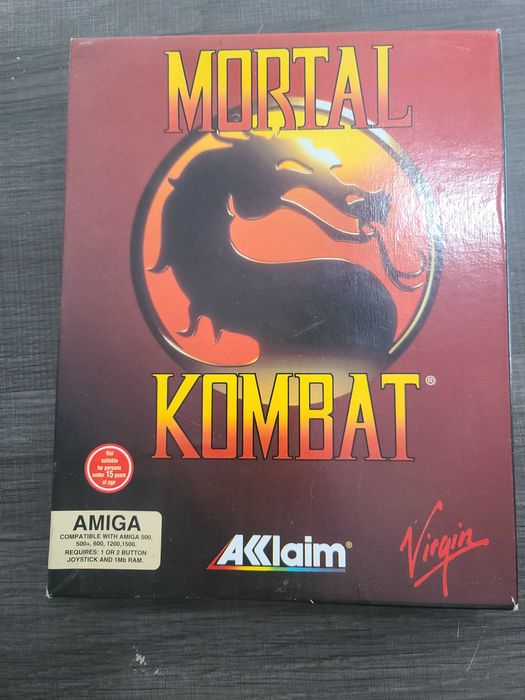 MORTAL
KOMBAT®
Not
suitable
for persons
under 15 years
of age
AMIGA
COMPATIBLE WITH AMIGA 500,
500+, 600, 1200,1500.
REQUIRES: 1 OR 2 BUTTON
JOYSTICK AND 1Mb RAM.
AKKlaim®
Virgin